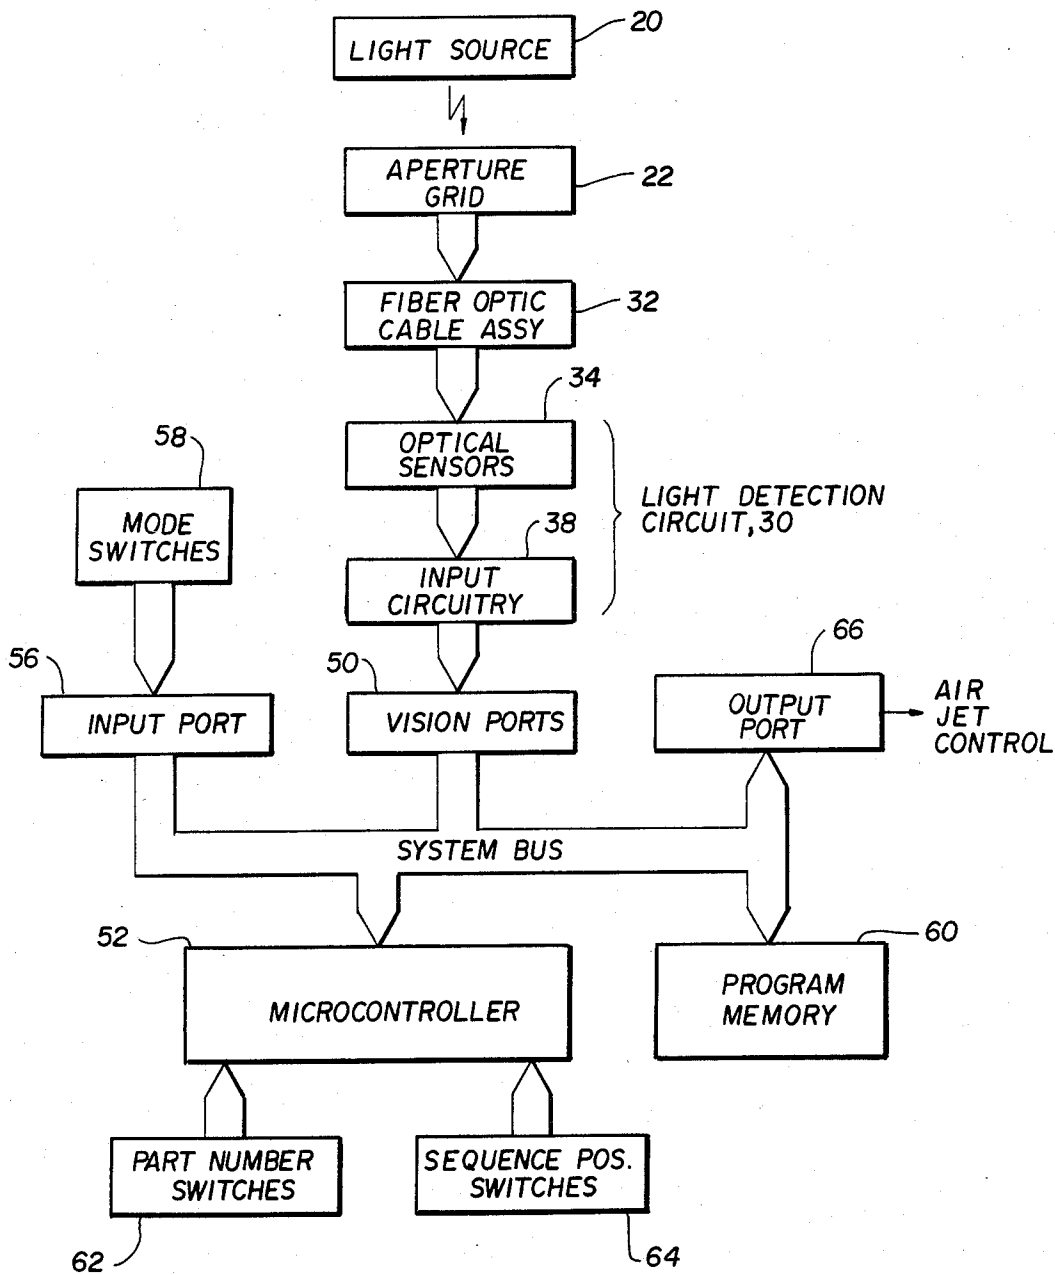 20
LIGHT SOURCE
APERTURE
GRID
22
FIBER OPTIC
CABLE ASSY
32
34
OPTICAL
SENSORS
LIGHT DETECTION
CIRCUIT,30
58
MODE
SWITCHES
38
INPUT
CIRCUITRY
56
INPUT PORT
50
VISION PORTS
66
OUTPUT
PORT
AIR
JET
CONTROL
SYSTEM BUS
52
MICROCONTROLLER
60
PROGRAM
MEMORY
PART NUMBER
SWITCHES
62
SEQUENCE POS.
SWITCHES
64